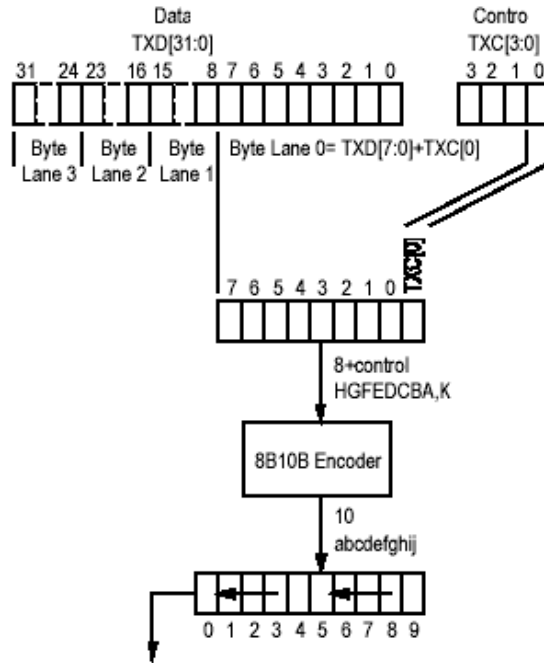 Data
TXD[31:0]
Contro
TXC[3:0]
31 24 23 16 15 8 7 6 5 4 3 2 1 0
3 2 1 0
Byte Lane 3
Byte Lane 2
Byte Lane 1
Byte Lane 0= TXD[7:0]+TXC[0]
7 6 5 4 3 2 1 0
TXC[0]
8+control
HGFEDCBA,K
8B10B Encoder
10
abcdefghij
0 1 2 3 4 5 6 7 8 9